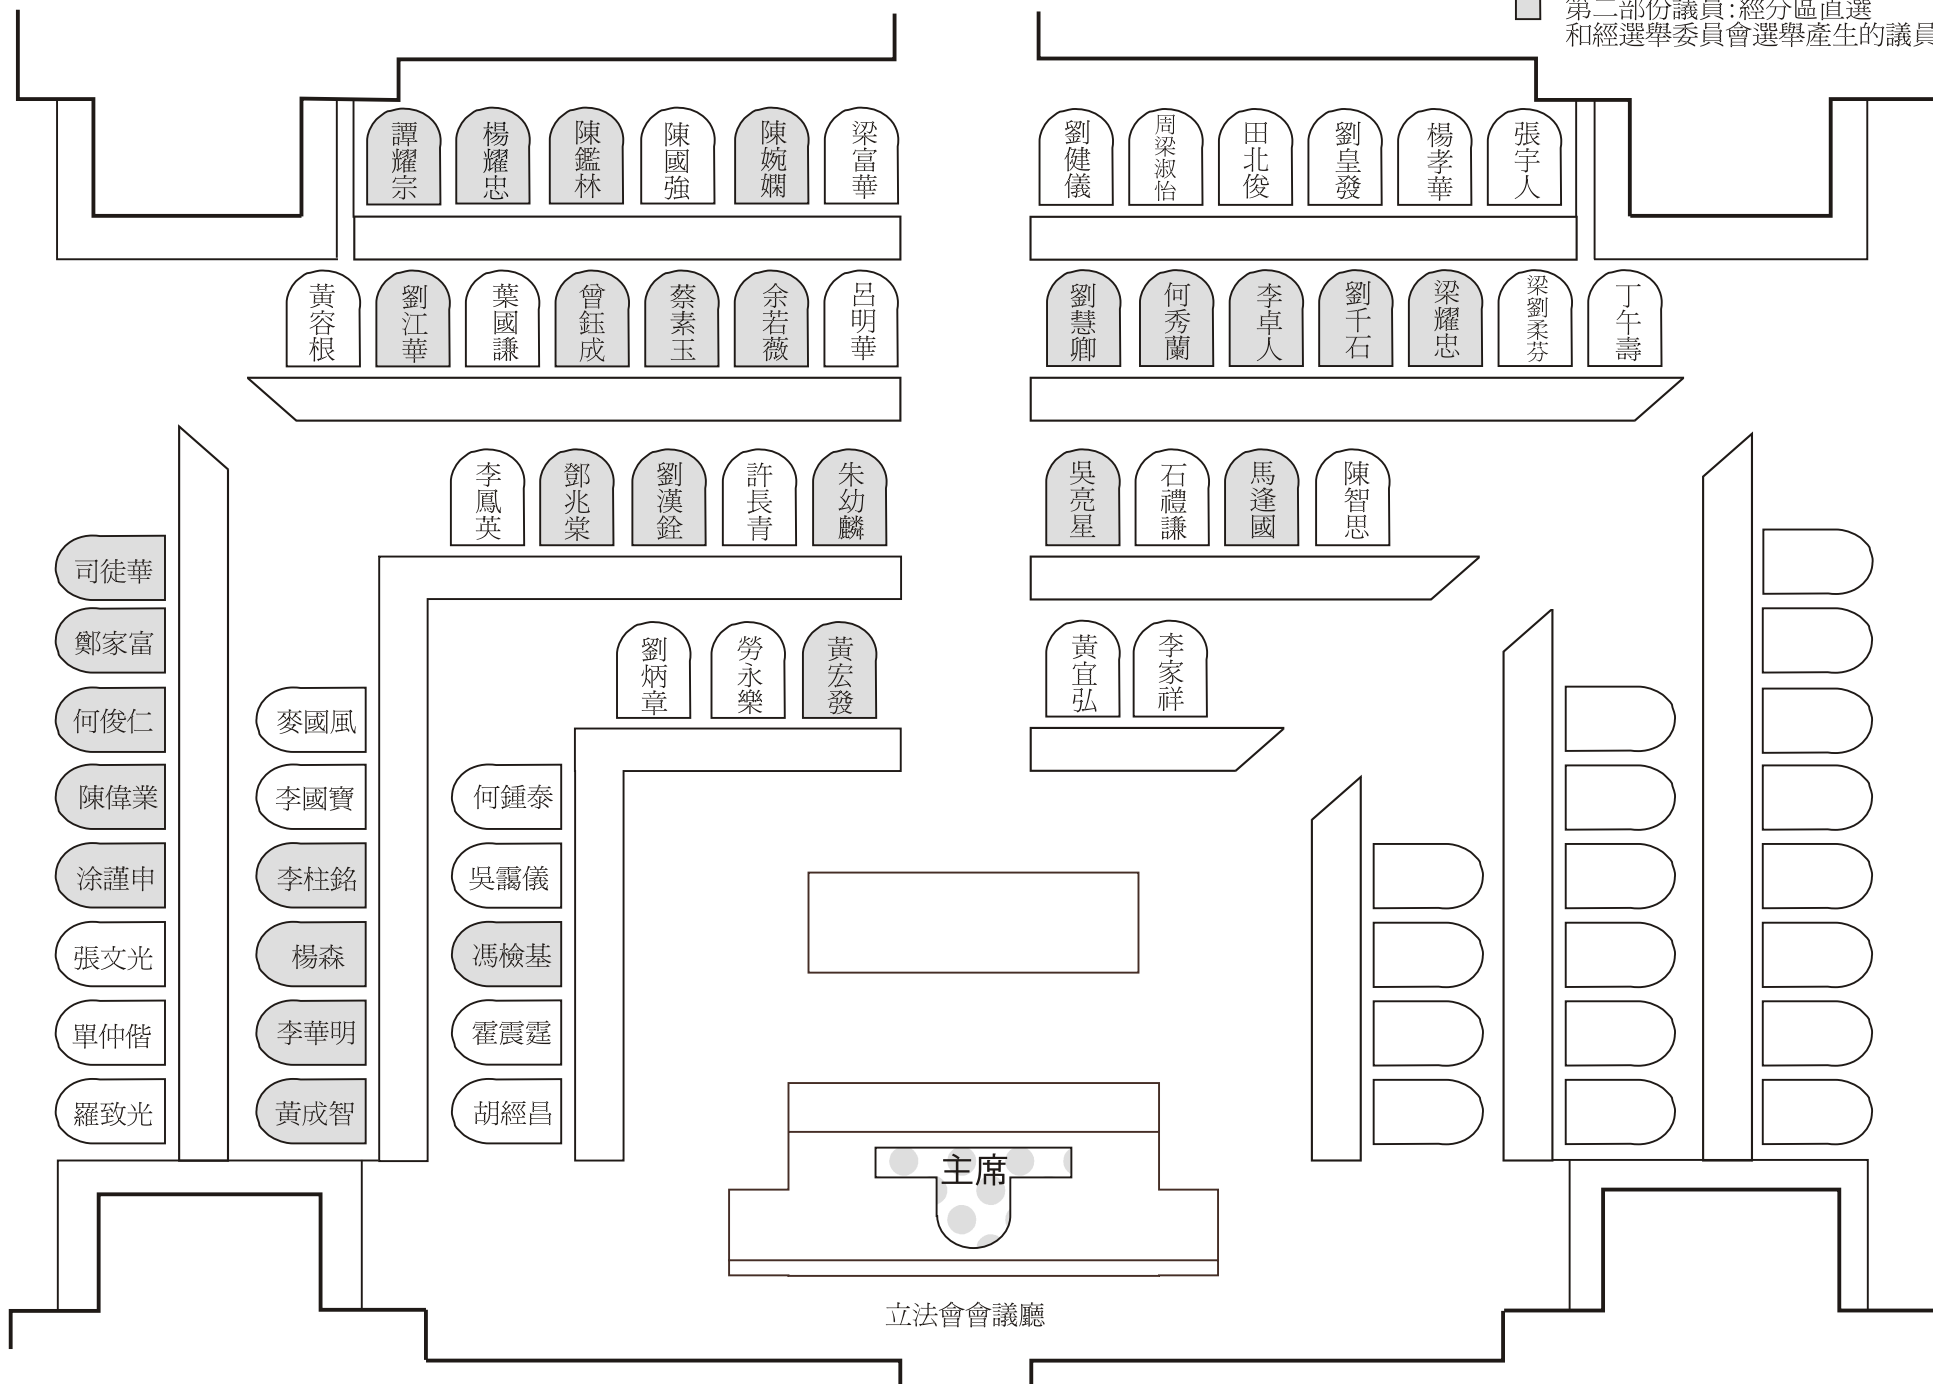 第二部份議員:經分區直選
和經選舉委員會選舉產生的議員
譚耀宗
楊耀忠
陳鑑林
陳國強
陳婉嫻
梁富華
劉健儀
周梁淑怡
田北俊
劉皇發
楊孝華
張宇人
黃容根
劉江華
葉國謙
曾鈺成
蔡素玉
余若薇
呂明華
劉慧卿
何秀蘭
李卓人
劉千石
梁耀忠
梁劉柔芬
丁午壽
李鳳英
鄧兆棠
劉漢銓
許長青
朱幼麟
吳亮星
石禮謙
馬逢國
陳智思
劉炳章
勞永樂
黃宏發
黃宜弘
李家祥
司徒華
鄭家富
何俊仁
陳偉業
涂謹申
張文光
單仲偕
羅致光
麥國風
李國寶
李柱銘
楊森
李華明
黃成智
何鍾泰
吳靄儀
馮檢基
霍震霆
胡經昌
主席
立法會會議廳